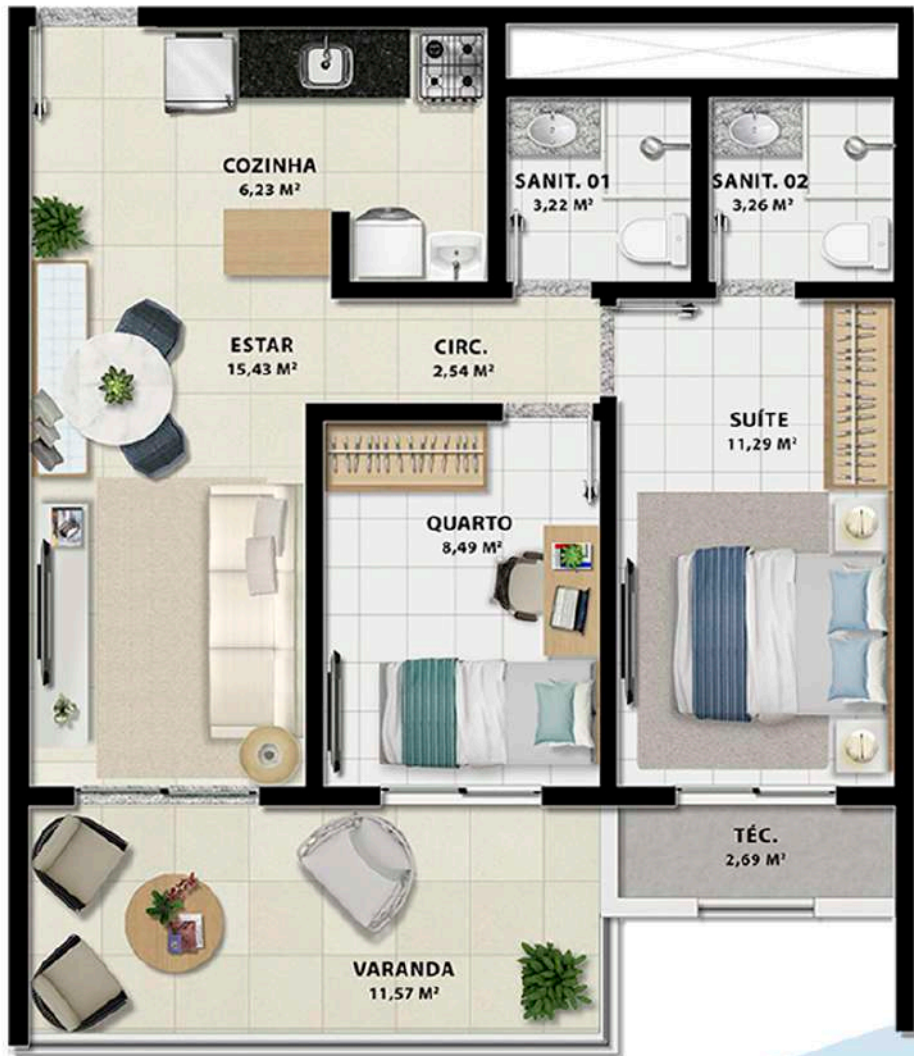 COZINHA
6,23 M²
SANIT. 01
3,22 M²
SANIT. 02
3,26 M²
ESTAR
15,43 M²
CIRC.
2,54 M²
SUÍTE
11,29 M²
QUARTO
8,49 M²
TÉC.
2,69 M²
VARANDA
11,57 M²